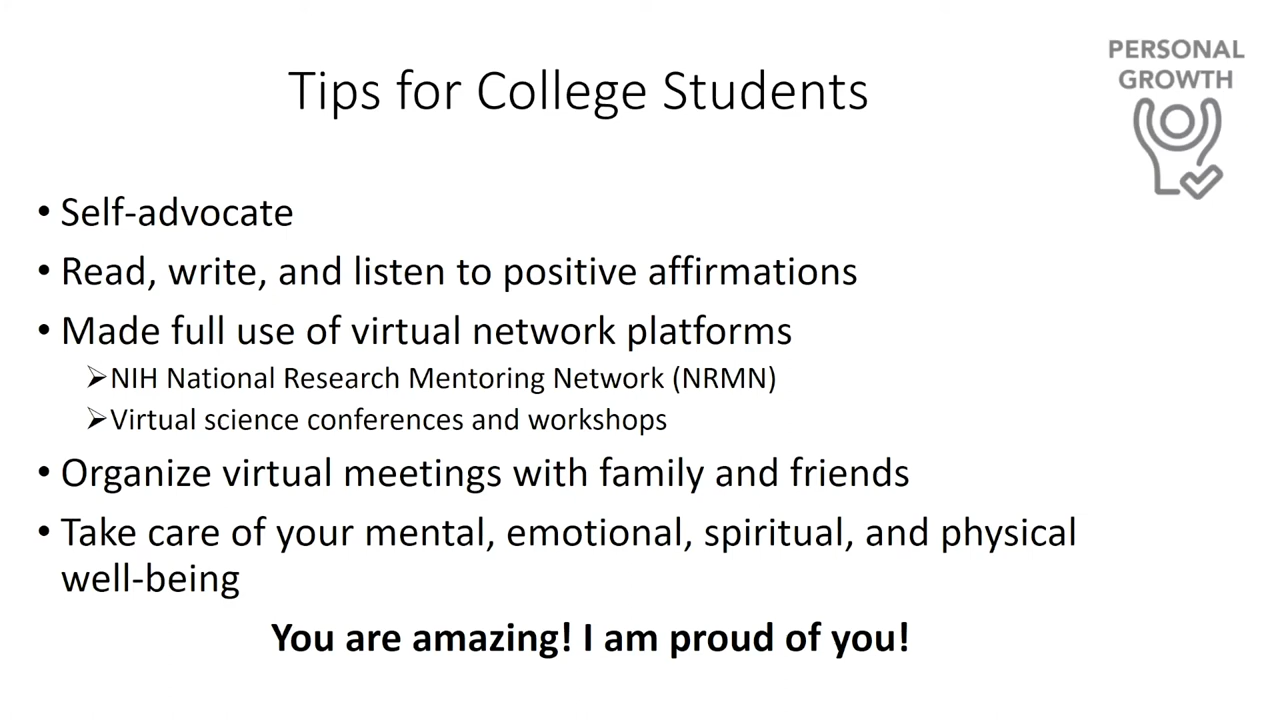 PERSONAL
GROWTH
Tips for College Students
• Self-advocate
• Read, write, and listen to positive affirmations
• Made full use of virtual network platforms
➢NIH National Research Mentoring Network (NRMN)
➢Virtual science conferences and workshops
• Organize virtual meetings with family and friends
• Take care of your mental, emotional, spiritual, and physical
well-being
You are amazing! I am proud of you!